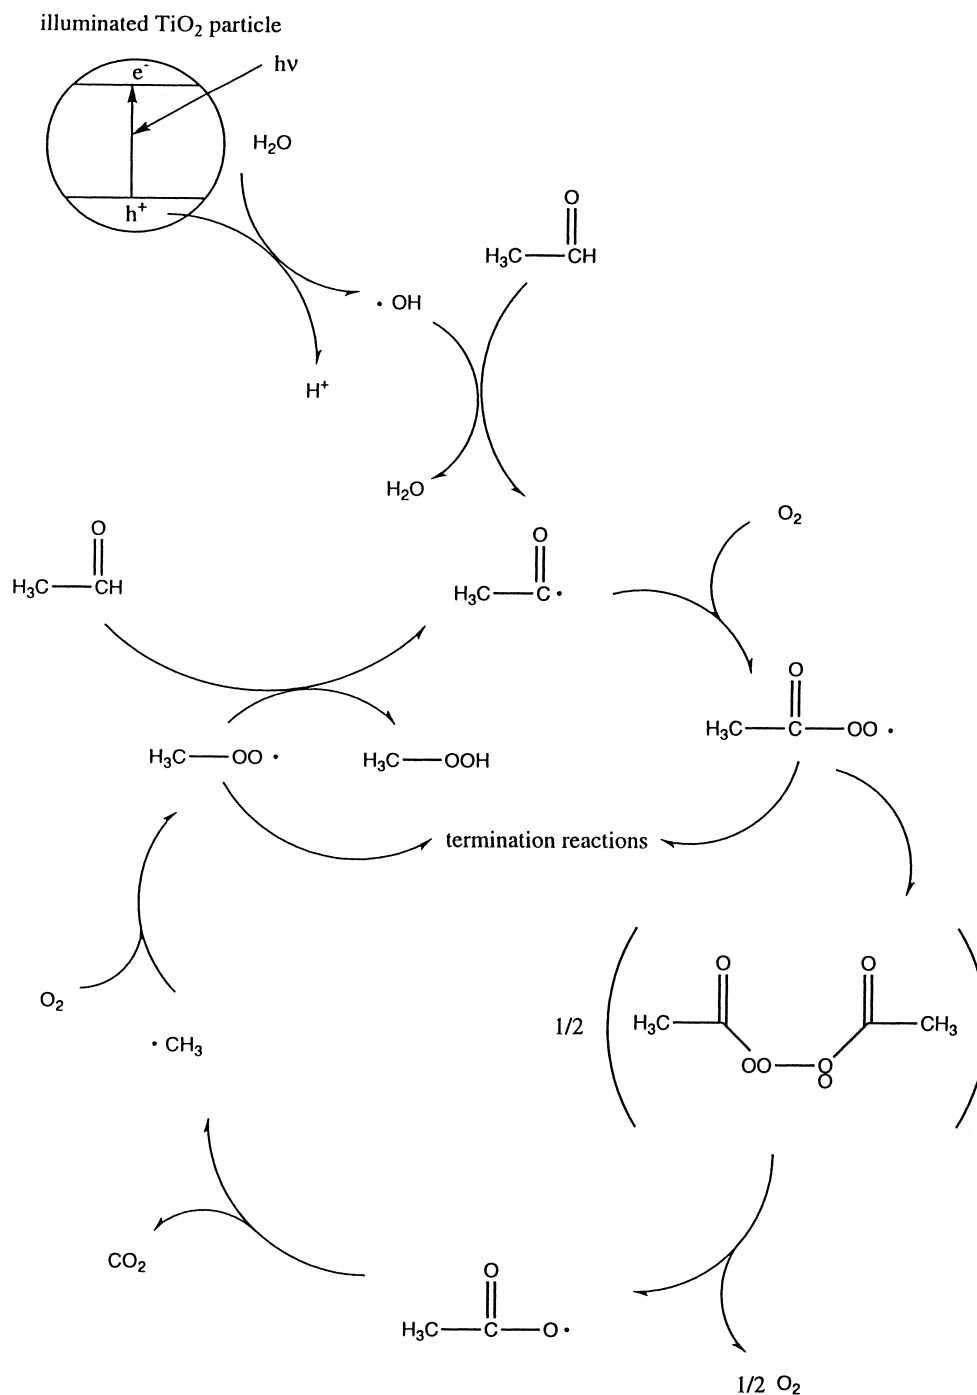 illuminated TiO₂ particle
e⁻
hν
H₂O
h⁺
O
H₃C CH
· OH
H⁺
H₂O
O₂
O
H₃C CH
O
H₃C C·
O
H₃C C OO ·
H₃C OO ·
H₃C OOH
termination reactions
O₂
· CH₃
1/2
O O
H₃C CH₃
OO O
O
CO₂
O
H₃C C O·
1/2 O₂